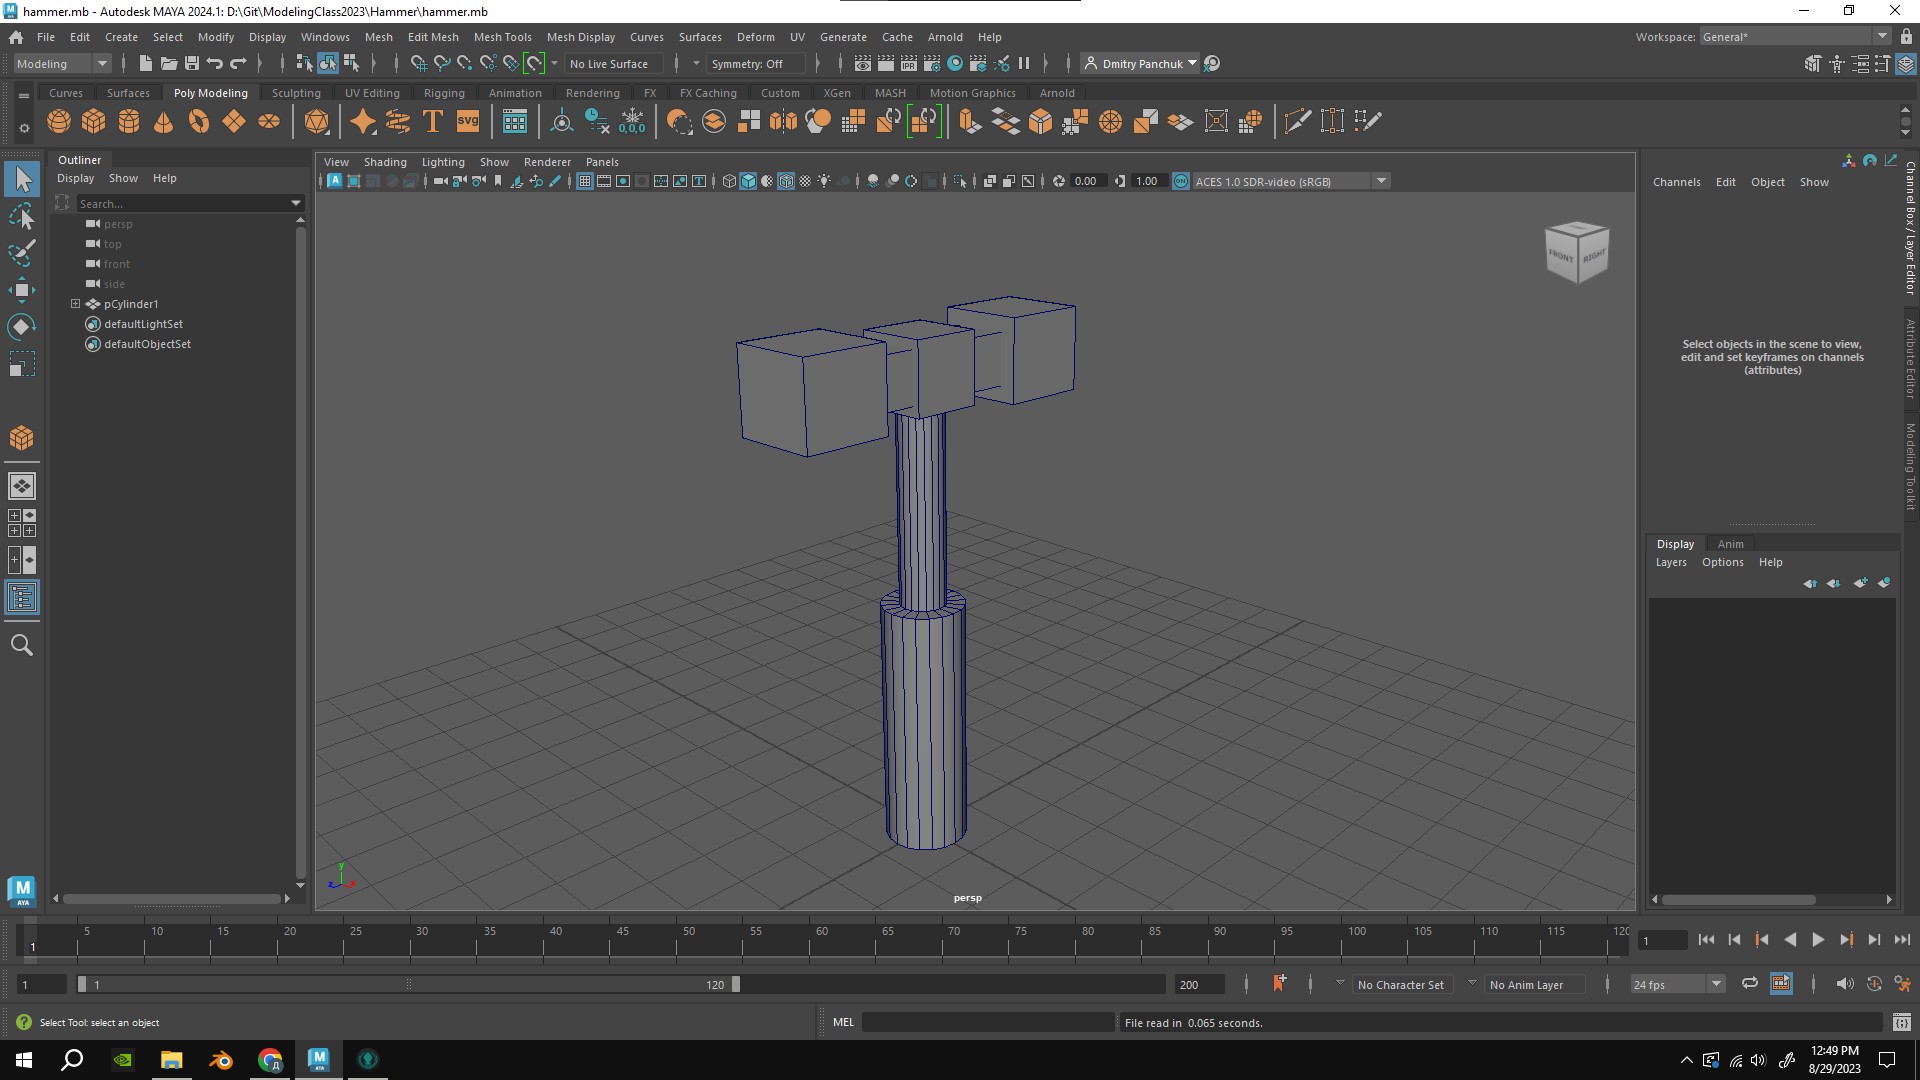 hammer.mb - Autodesk MAYA 2024.1: D:\Git\ModelingClass2023\Hammer\hammer.mb
File Edit Create Select Modify Display Windows Mesh Edit Mesh Mesh Tools Mesh Display Curves Surfaces Deform UV Generate Cache Arnold Help
Workspace: General*
Modeling
No Live Surface
Symmetry: Off
IPR
Dmitry Panchuk
Curves Surfaces Poly Modeling Sculpting UV Editing Rigging Animation Rendering FX FX Caching Custom XGen MASH Motion Graphics Arnold
SVG
0,0,0
Outliner
Display Show Help
Search...
persp
top
front
side
pCylinder1
defaultLightSet
defaultObjectSet
View Shading Lighting Show Renderer Panels
0.00
1.00
ON
ACES 1.0 SDR-video (sRGB)
FRONT
RIGHT
y
z
x
persp
Channels Edit Object Show
Select objects in the scene to view,
edit and set keyframes on channels
(attributes)
Channel Box / Layer Editor
Attribute Editor
Modeling Toolkit
Display Anim
Layers Options Help
M
AYA
1 5 10 15 20 25 30 35 40 45 50 55 60 65 70 75 80 85 90 95 100 105 110 115 120
1
1
1
120
200
No Character Set
No Anim Layer
24 fps
Select Tool: select an object
MEL
File read in 0.065 seconds.
12:49 PM
8/29/2023